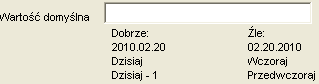 Wartość domyślna
Dobrze: Źle:
2010.02.20 02.20.2010
Dzisiaj Wczoraj
Dzisiaj - 1 Przedwczoraj